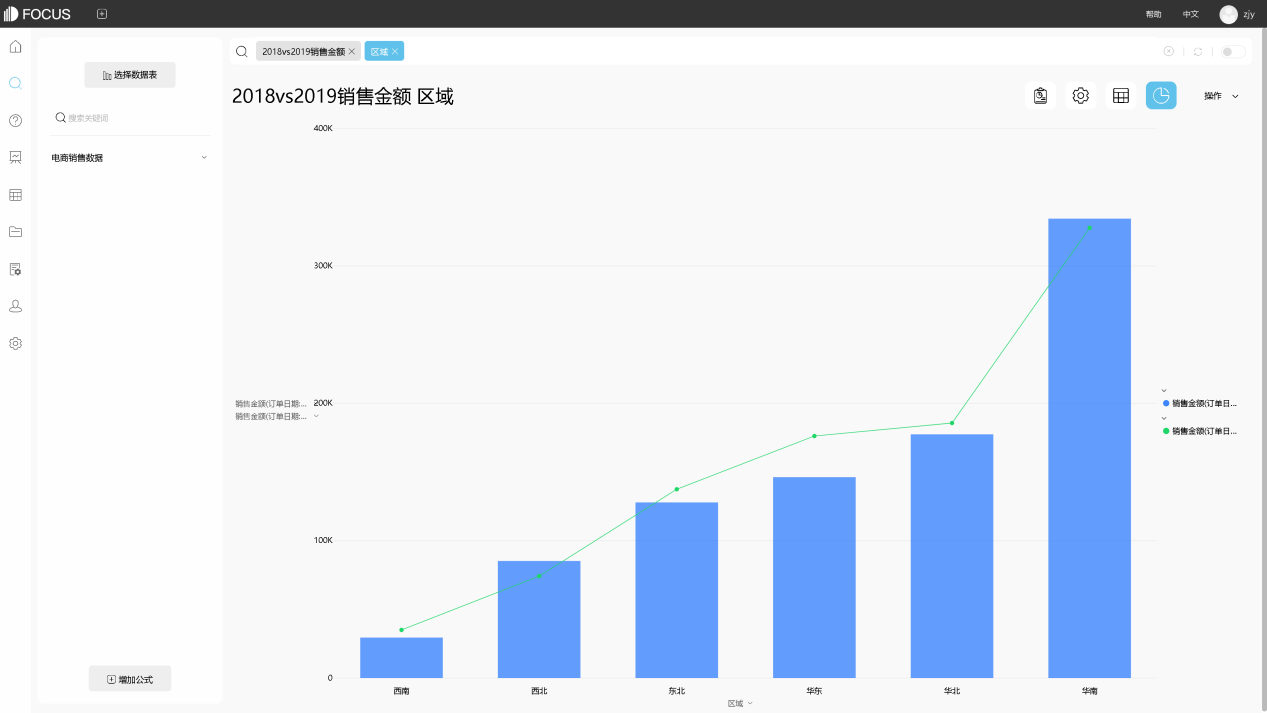 FOCUS
帮助
中文
zjy
选择数据表
搜索关键词
电商销售数据
增加公式
2018vs2019销售金额
区域
2018vs2019销售金额 区域
操作
400K
300K
200K
100K
0
销售金额(订单日期:...
销售金额(订单日期:...
西南
西北
东北
华东
华北
华南
区域
销售金额(订单日...
销售金额(订单日...